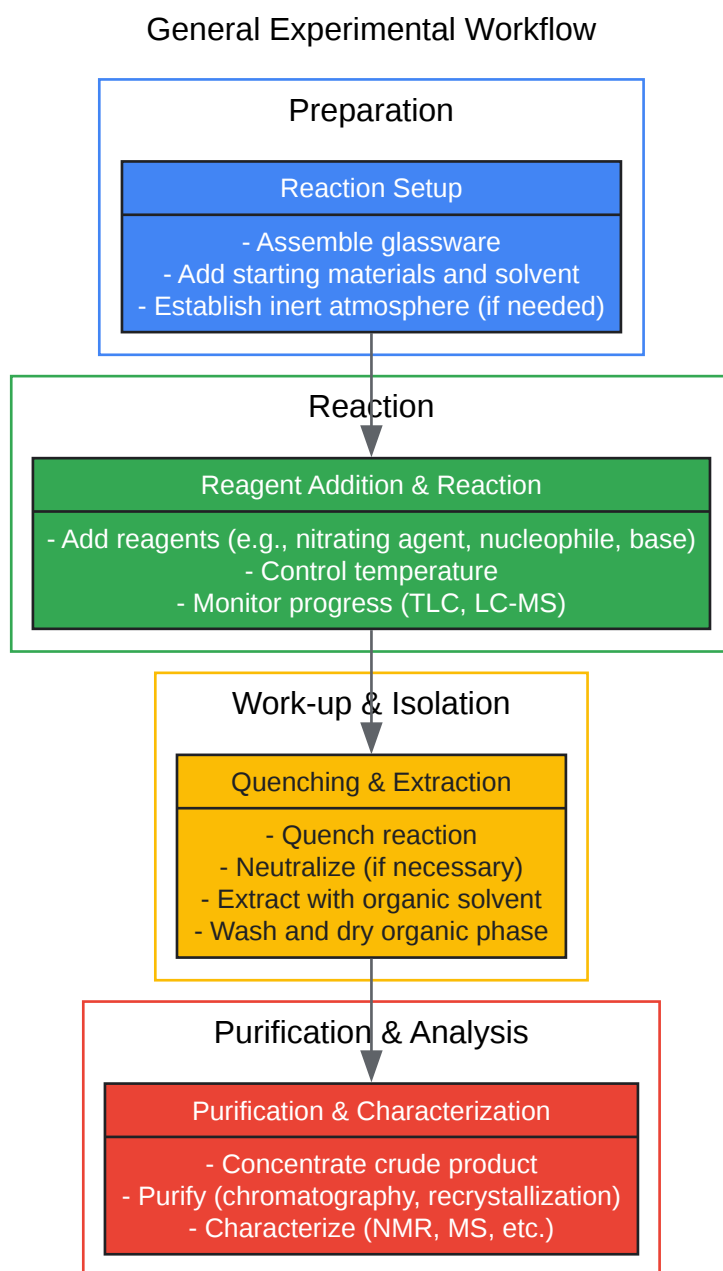 General Experimental Workflow
Preparation
Reaction Setup
- Assemble glassware
- Add starting materials and solvent
- Establish inert atmosphere (if needed)
Reaction
Reagent Addition & Reaction
- Add reagents (e.g., nitrating agent, nucleophile, base)
- Control temperature
- Monitor progress (TLC, LC-MS)
Work-up & Isolation
Quenching & Extraction
- Quench reaction
- Neutralize (if necessary)
- Extract with organic solvent
- Wash and dry organic phase
Purification & Analysis
Purification & Characterization
- Concentrate crude product
- Purify (chromatography, recrystallization)
- Characterize (NMR, MS, etc.)